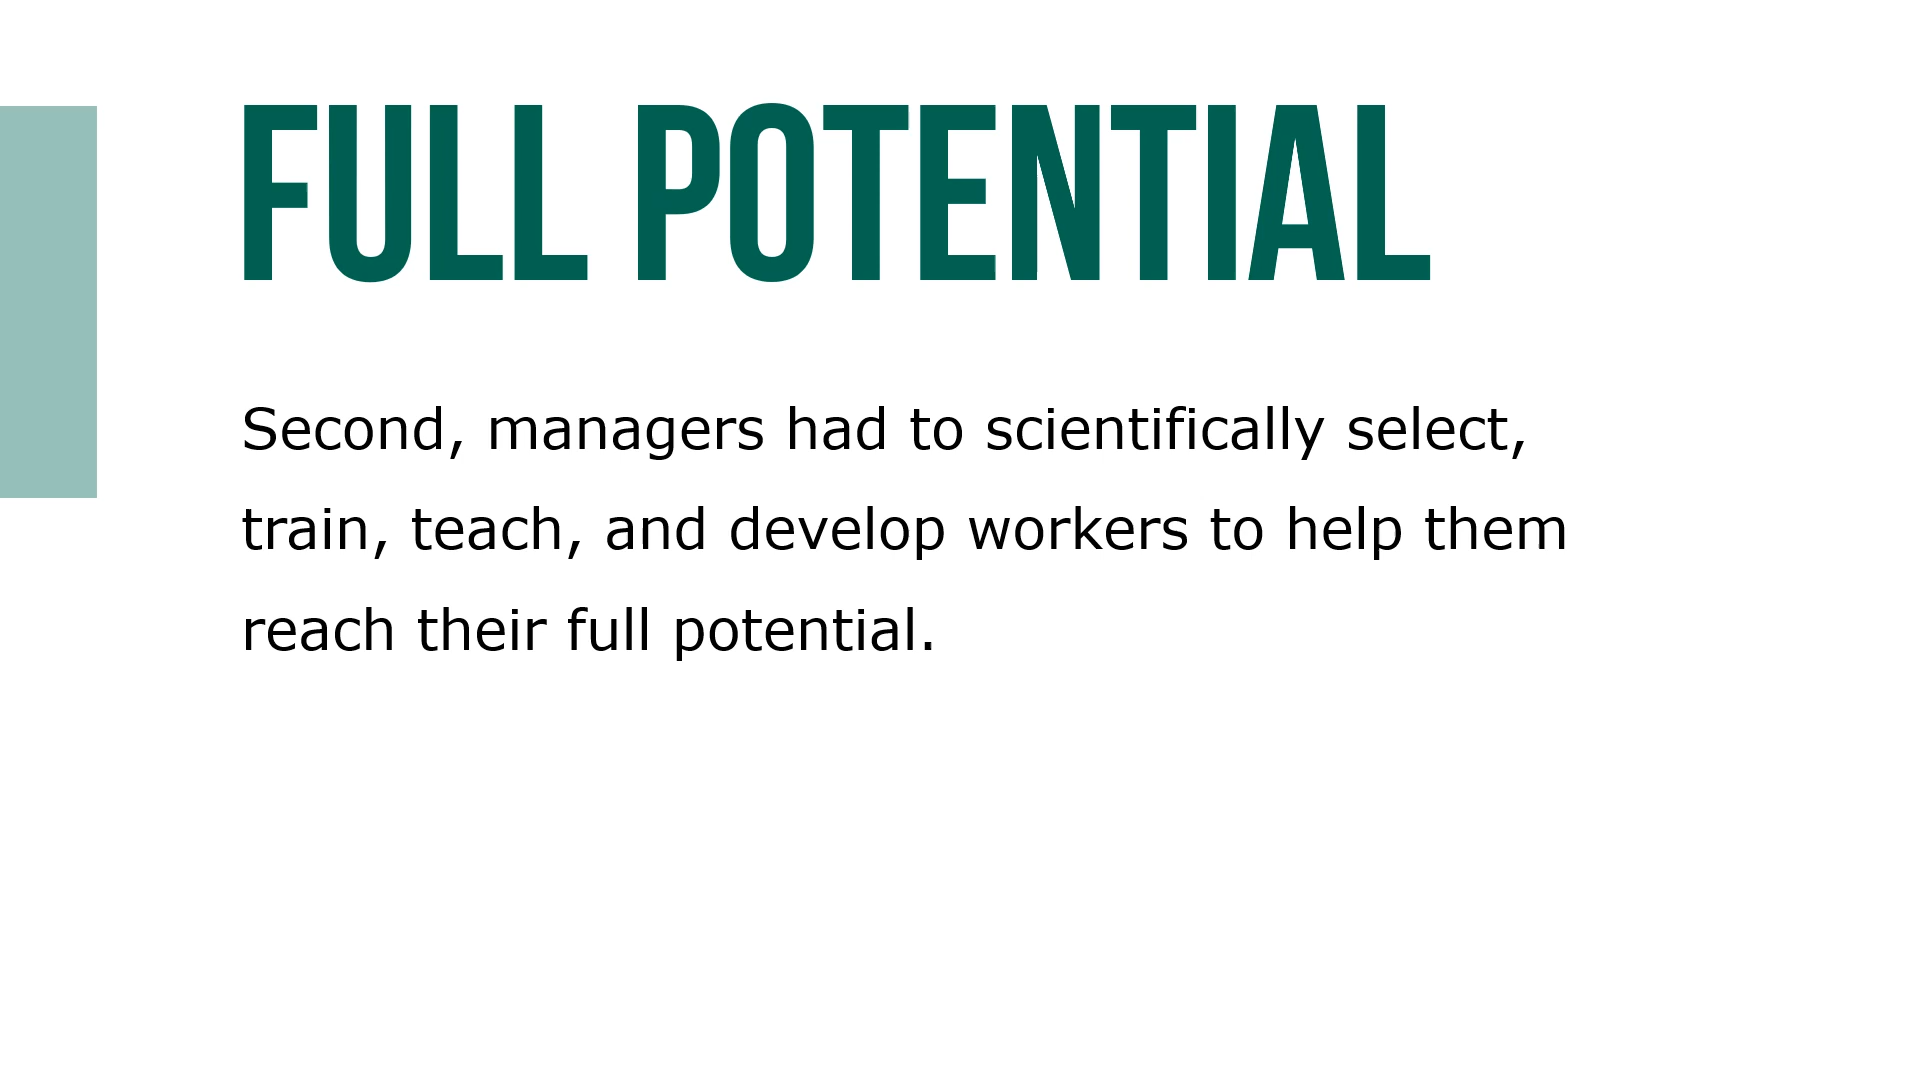 FULL POTENTIAL
Second, managers had to scientifically select,
train, teach, and develop workers to help them
reach their full potential.